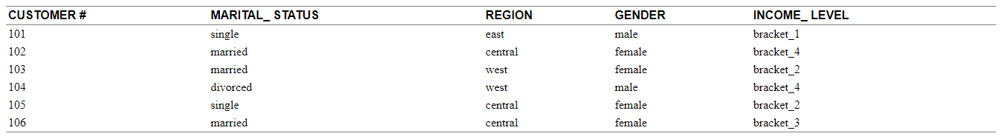 CUSTOMER # MARITAL_ STATUS REGION GENDER INCOME_ LEVEL
101 single east male bracket_1
102 married central female bracket_4
103 married west female bracket_2
104 divorced west male bracket_4
105 single central female bracket_2
106 married central female bracket_3